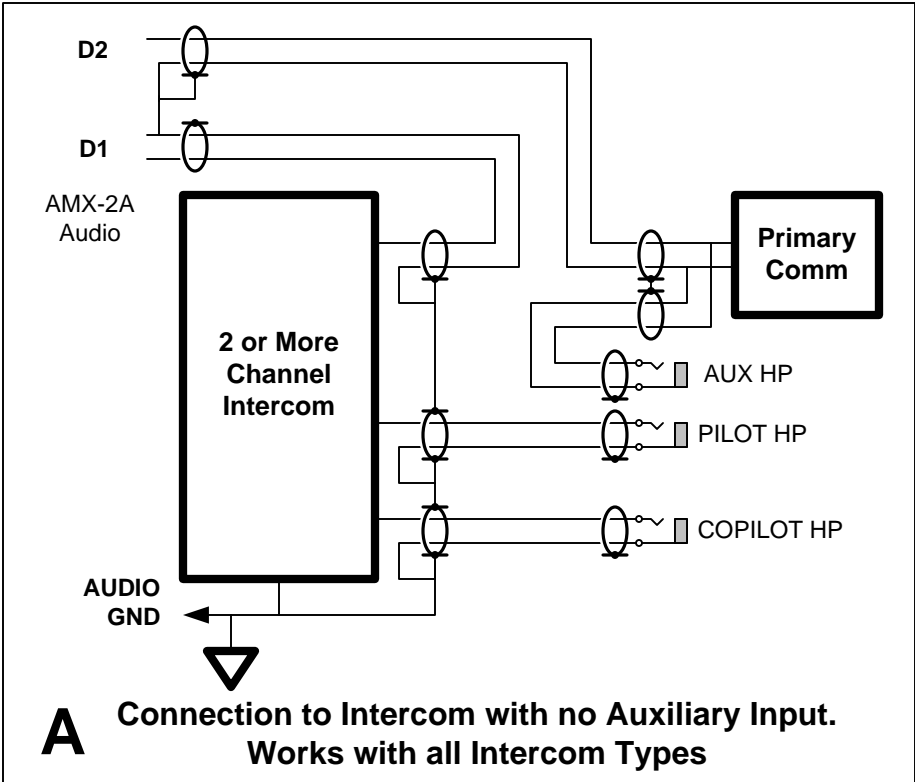 D2
D1
AMX-2A
Audio
Primary
Comm
2 or More
Channel
Intercom
AUX HP
PILOT HP
COPILOT HP
AUDIO
GND
A
Connection to Intercom with no Auxiliary Input.
Works with all Intercom Types